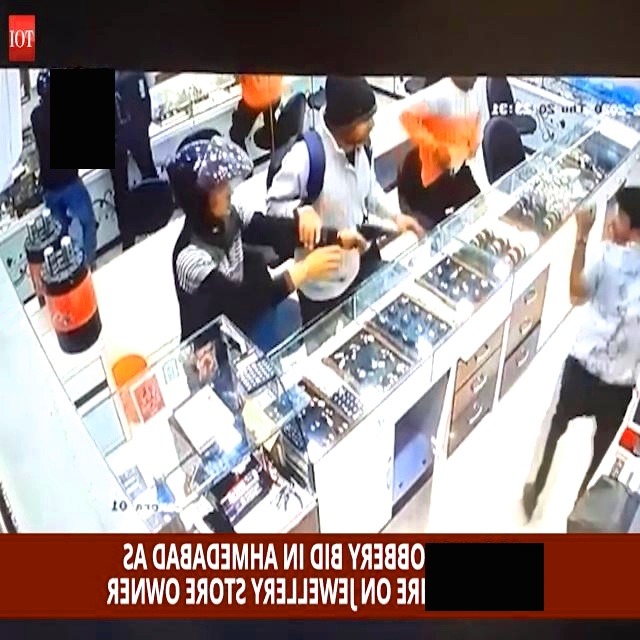 TOI
OBBERY BID IN AHMEDABAD AS
IRE ON JEWELLERY STORE OWNER